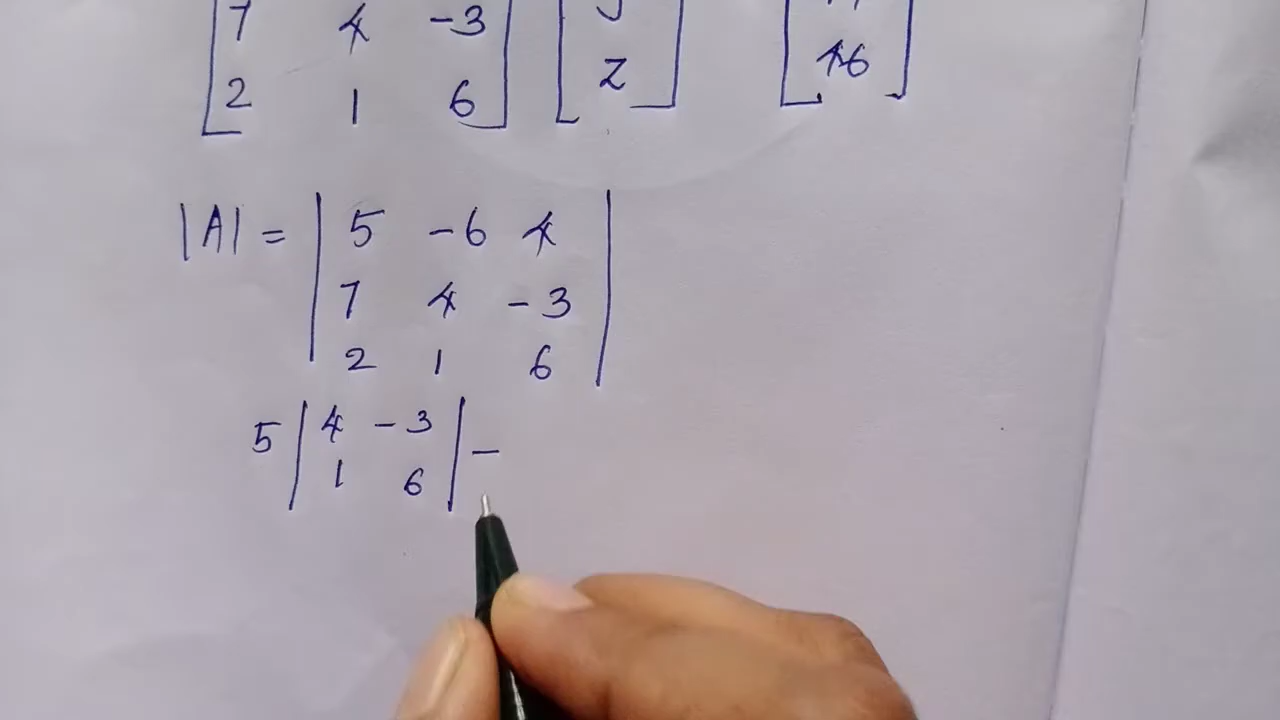 7 4 -3
2 1 6 z 46
|A| = | 5 -6 4 |
7 4 -3
2 1 6
5 | 4 -3 | -
1 6